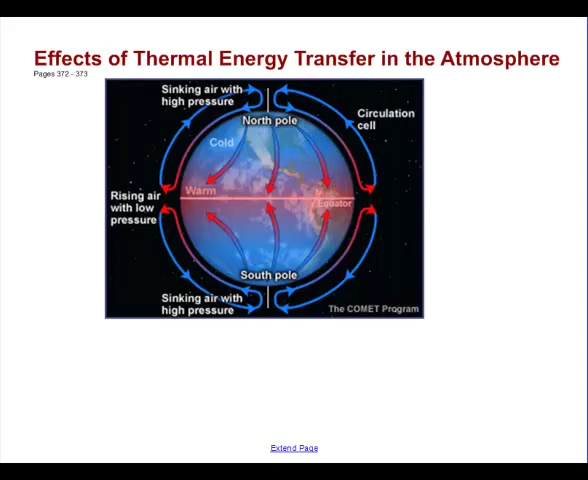 Effects of Thermal Energy Transfer in the Atmosphere
Pages 372 - 373
Sinking air with
high pressure
North pole
Circulation
cell
Cold
Warm
Rising air
with low
pressure
Equator
South pole
Sinking air with
high pressure
The COMET Program
Extend Page